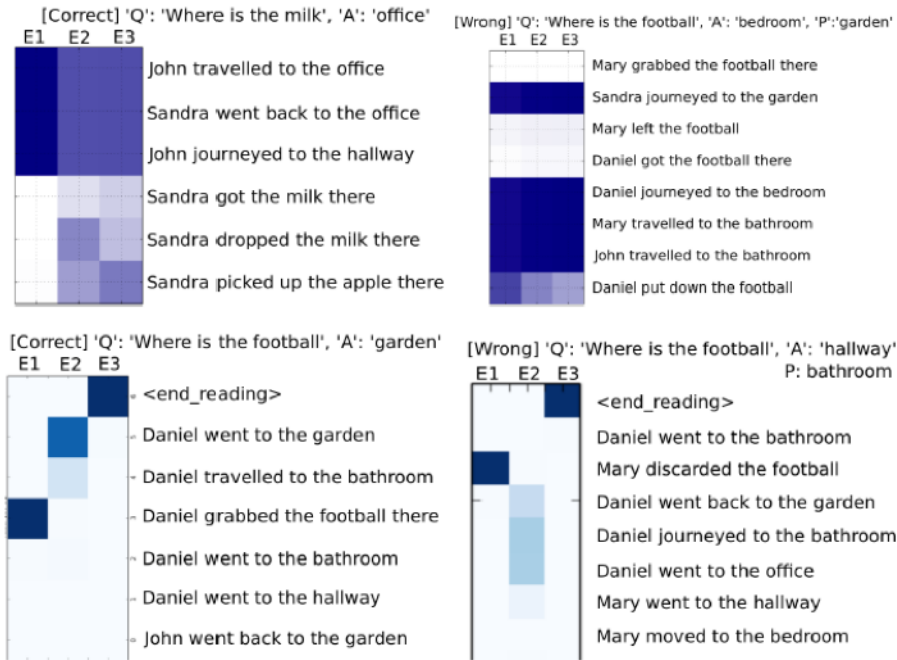 [Correct] 'Q': 'Where is the milk', 'A': 'office'
E1 E2 E3
John travelled to the office
Sandra went back to the office
John journeyed to the hallway
Sandra got the milk there
Sandra dropped the milk there
Sandra picked up the apple there
[Wrong] 'Q': 'Where is the football', 'A': 'bedroom', 'P':'garden'
E1 E2 E3
Mary grabbed the football there
Sandra journeyed to the garden
Mary left the football
Daniel got the football there
Daniel journeyed to the bedroom
Mary travelled to the bathroom
John travelled to the bathroom
Daniel put down the football
[Correct] 'Q': 'Where is the football', 'A': 'garden'
E1 E2 E3
<end_reading>
Daniel went to the garden
Daniel travelled to the bathroom
Daniel grabbed the football there
Daniel went to the bathroom
Daniel went to the hallway
John went back to the garden
[Wrong] 'Q': 'Where is the football', 'A': 'hallway'
P: bathroom
E1 E2 E3
<end_reading>
Daniel went to the bathroom
Mary discarded the football
Daniel went back to the garden
Daniel journeyed to the bathroom
Daniel went to the office
Mary went to the hallway
Mary moved to the bedroom